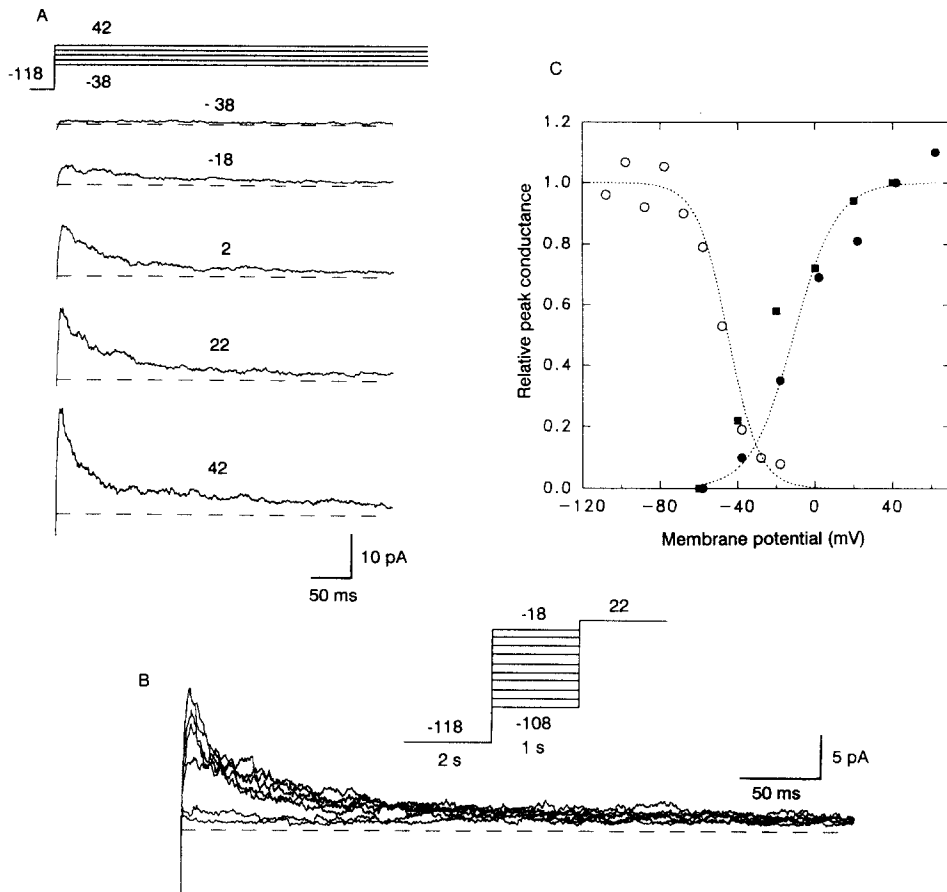 A
42
-118
-38
- 38
-18
2
22
42
10 pA
50 ms
C
1.2
1.0
0.8
0.6
0.4
0.2
0.0
Relative peak conductance
−120
−80
−40
0
40
Membrane potential (mV)
B
-18
22
-118
-108
2 s
1 s
5 pA
50 ms